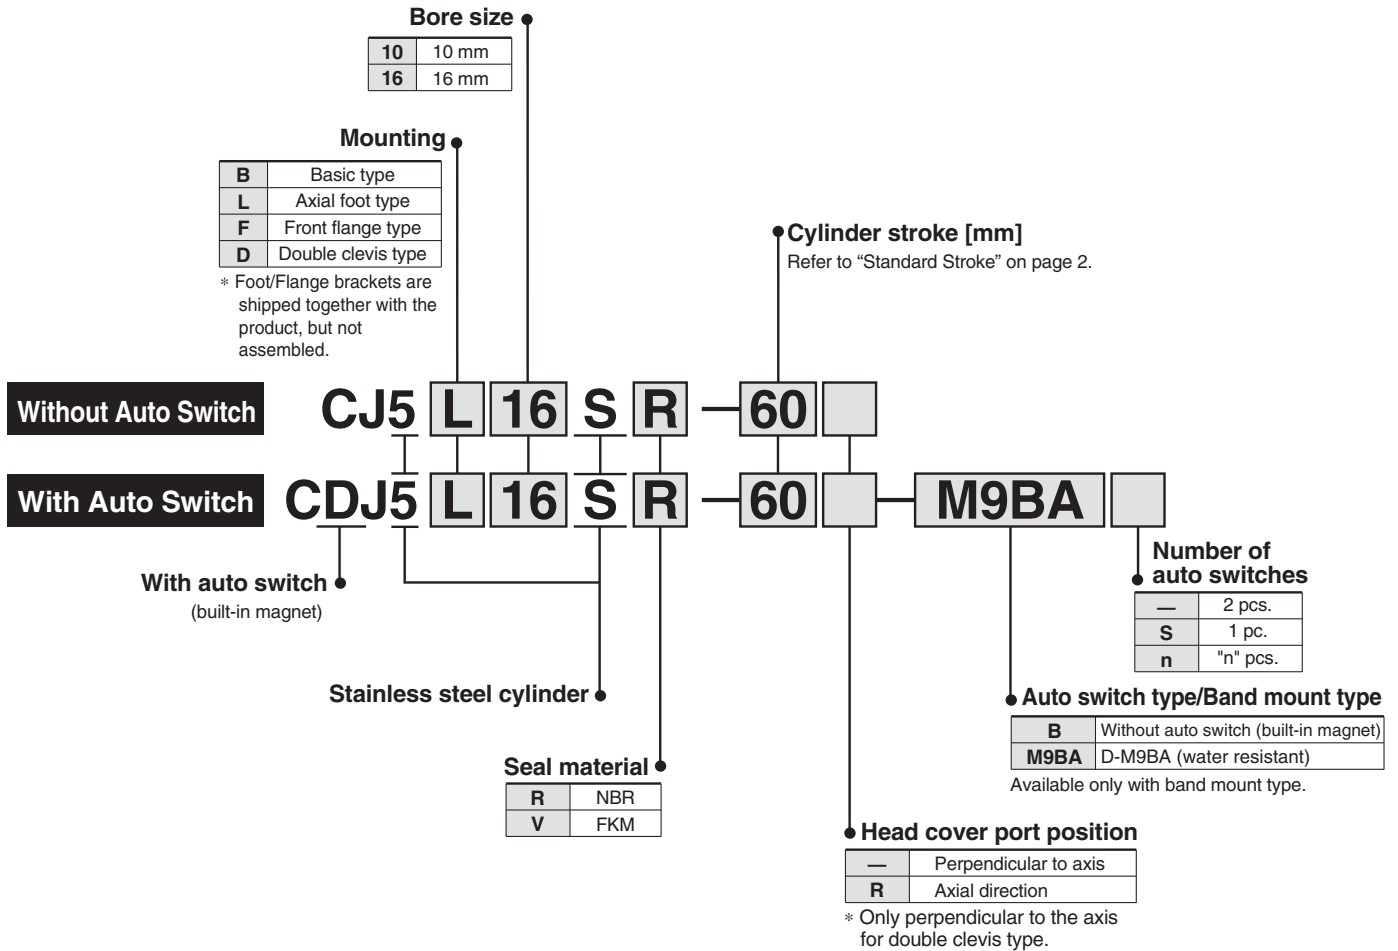 Bore size
10 10 mm
16 16 mm
Mounting
B Basic type
L Axial foot type
F Front flange type
D Double clevis type
* Foot/Flange brackets are
shipped together with the
product, but not
assembled.
Cylinder stroke [mm]
Refer to “Standard Stroke” on page 2.
Without Auto Switch CJ5 L 16 S R — 60
With Auto Switch CDJ5 L 16 S R — 60 — M9BA
With auto switch
(built-in magnet)
Number of
auto switches
— 2 pcs.
S 1 pc.
n "n" pcs.
Stainless steel cylinder
Auto switch type/Band mount type
B Without auto switch (built-in magnet)
M9BA D-M9BA (water resistant)
Available only with band mount type.
Seal material
R NBR
V FKM
Head cover port position
— Perpendicular to axis
R Axial direction
* Only perpendicular to the axis
for double clevis type.